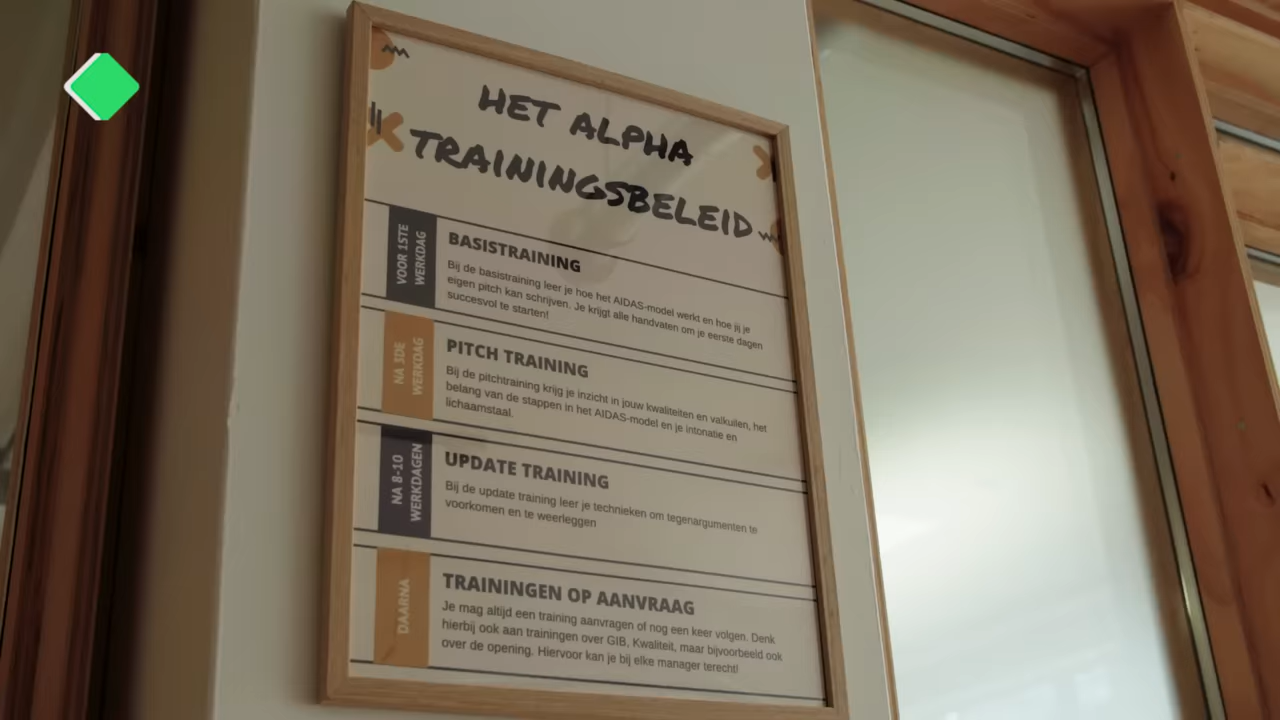 HET ALPHA
TRAININGSBELEID
VOOR 1STE
WERKDAG
BASISTRAINING
Bij de basistraining leer je hoe het AIDAS-model werkt en hoe jij je
eigen pitch kan schrijven. Je krijgt alle handvaten om je eerste dagen
succesvol te starten!
NA 3DE
WERKDAG
PITCH TRAINING
Bij de pitchtraining krijg je inzicht in jouw kwaliteiten en valkuilen, het
belang van de stappen in het AIDAS-model en je intonatie en
lichaamstaal.
NA 8-10
WERKDAGEN
UPDATE TRAINING
Bij de update training leer je technieken om tegenargumenten te
voorkomen en te weerleggen
DAARNA
TRAININGEN OP AANVRAAG
Je mag altijd een training aanvragen of nog een keer volgen. Denk
hierbij ook aan trainingen over GIB, Kwaliteit, maar bijvoorbeeld ook
over de opening. Hiervoor kan je bij elke manager terecht!